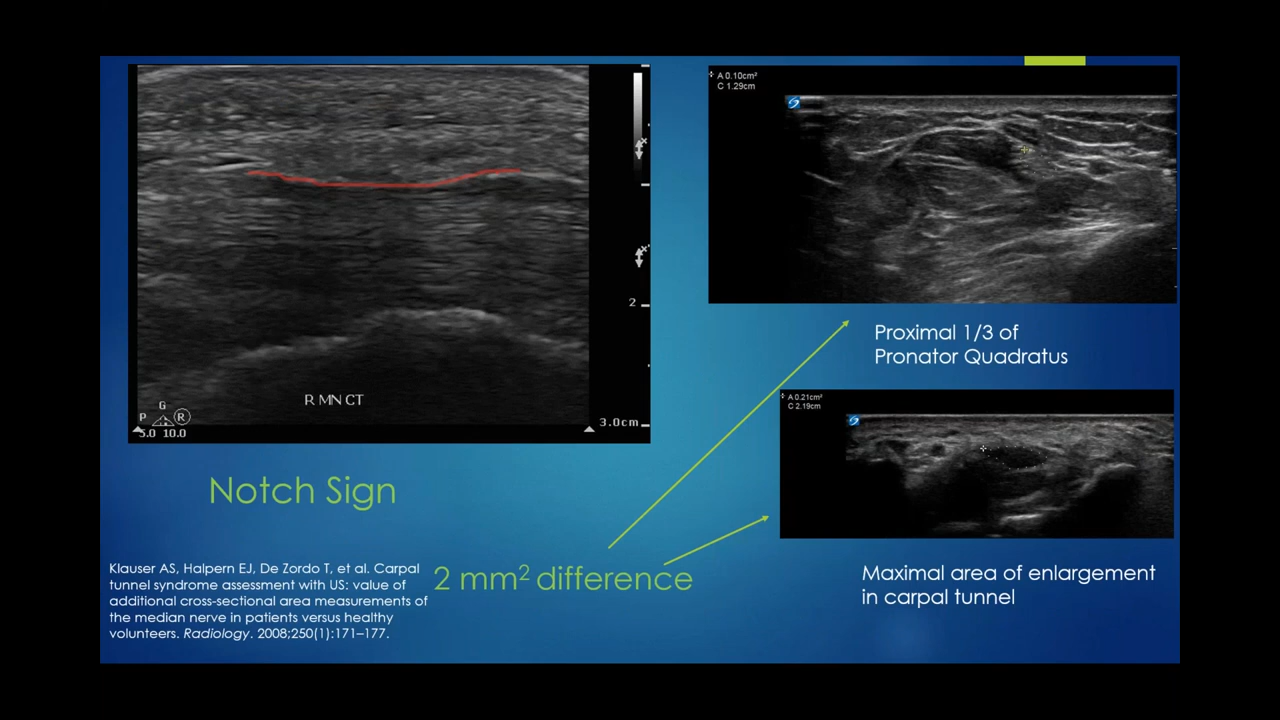 2
R MN CT
G
P R
5.0 10.0
3.0cm
Notch Sign
Klauser AS, Halpern EJ, De Zordo T, et al. Carpal
tunnel syndrome assessment with US: value of
additional cross-sectional area measurements of
the median nerve in patients versus healthy
volunteers. Radiology. 2008;250(1):171–177.
2 mm² difference
A 0.10cm²
C 1.29cm
Proximal 1/3 of
Pronator Quadratus
A 0.21cm²
C 2.19cm
Maximal area of enlargement
in carpal tunnel